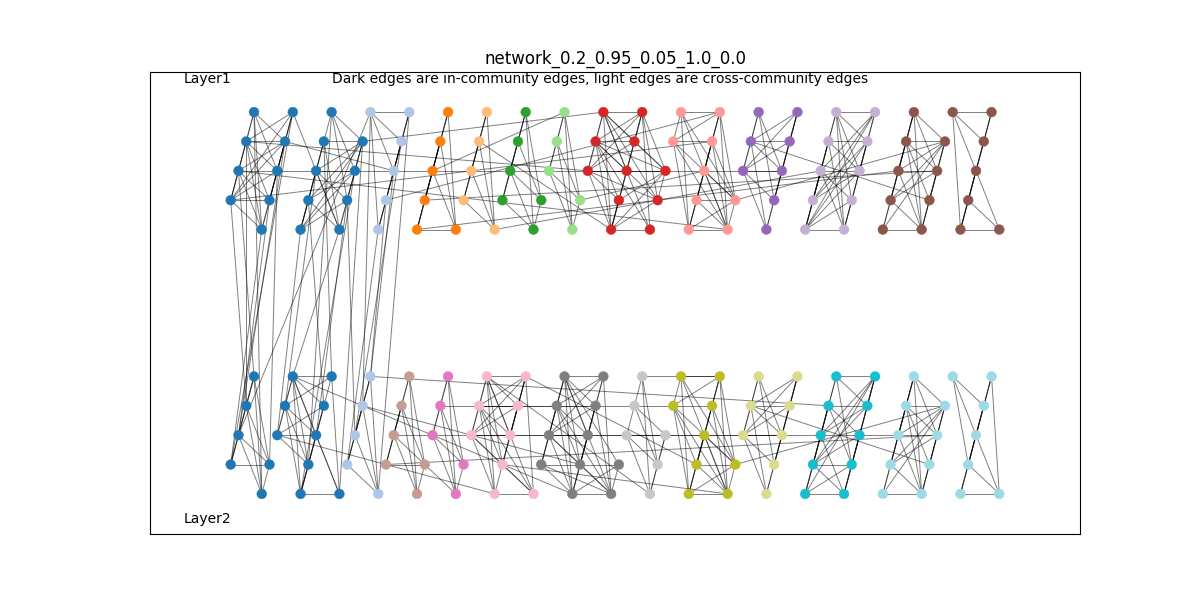 network_0.2_0.95_0.05_1.0_0.0
Layer1
Dark edges are in-community edges, light edges are cross-community edges
Layer2